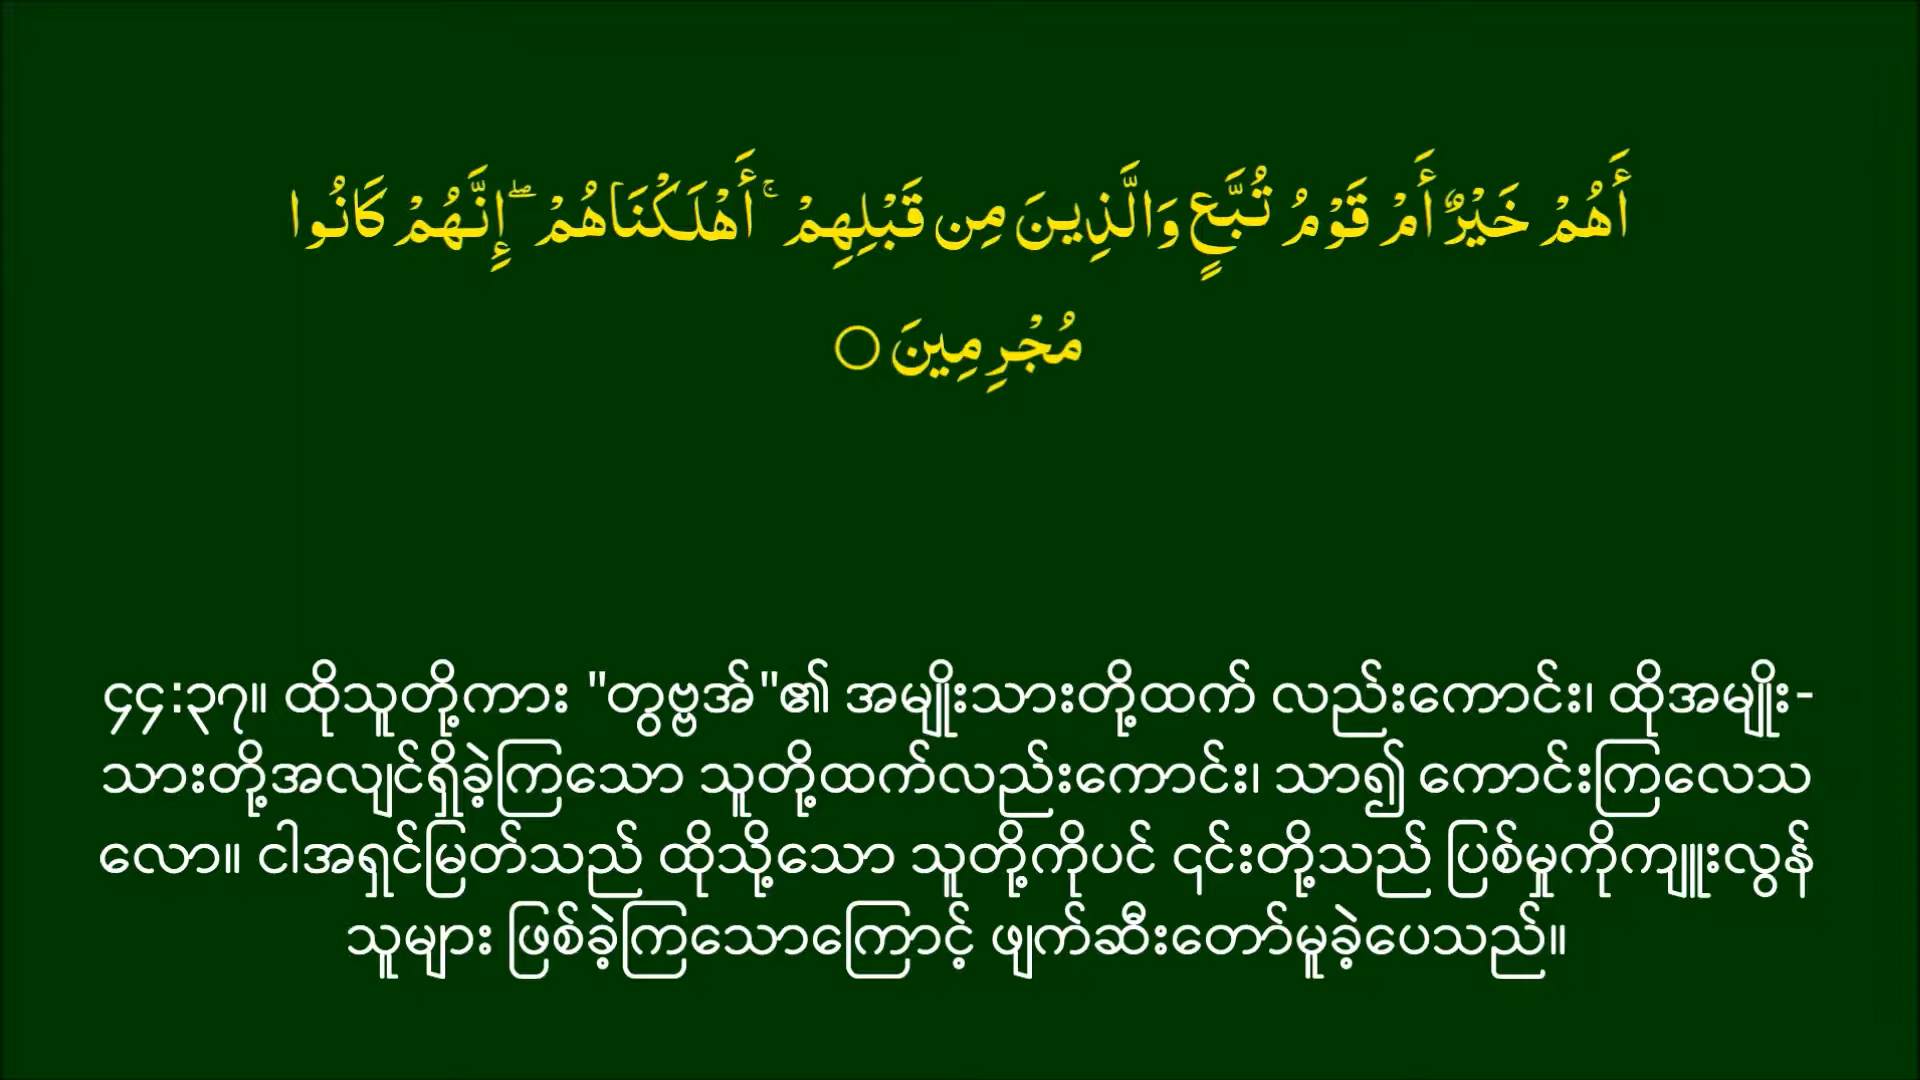 أَهُمْ خَيْرٌ أَمْ قَوْمُ تُبَّعٍ وَالَّذِينَ مِن قَبْلِهِمْ ۚ أَهْلَكْنَاهُمْ ۖ إِنَّهُمْ كَانُوا
مُجْرِمِينَ ۝
၄၄:၃၇။ ထိုသူတို့ကား "တွဗ္ဗအ်"၏ အမျိုးသားတို့ထက် လည်းကောင်း၊ ထိုအမျိုး-
သားတို့အလျင်ရှိခဲ့ကြသော သူတို့ထက်လည်းကောင်း၊ သာ၍ ကောင်းကြလေသ
လော။ ငါအရှင်မြတ်သည် ထိုသို့သော သူတို့ကိုပင် ၎င်းတို့သည် ပြစ်မှုကိုကျူးလွန်
သူများ ဖြစ်ခဲ့ကြသောကြောင့် ဖျက်ဆီးတော်မူခဲ့ပေသည်။